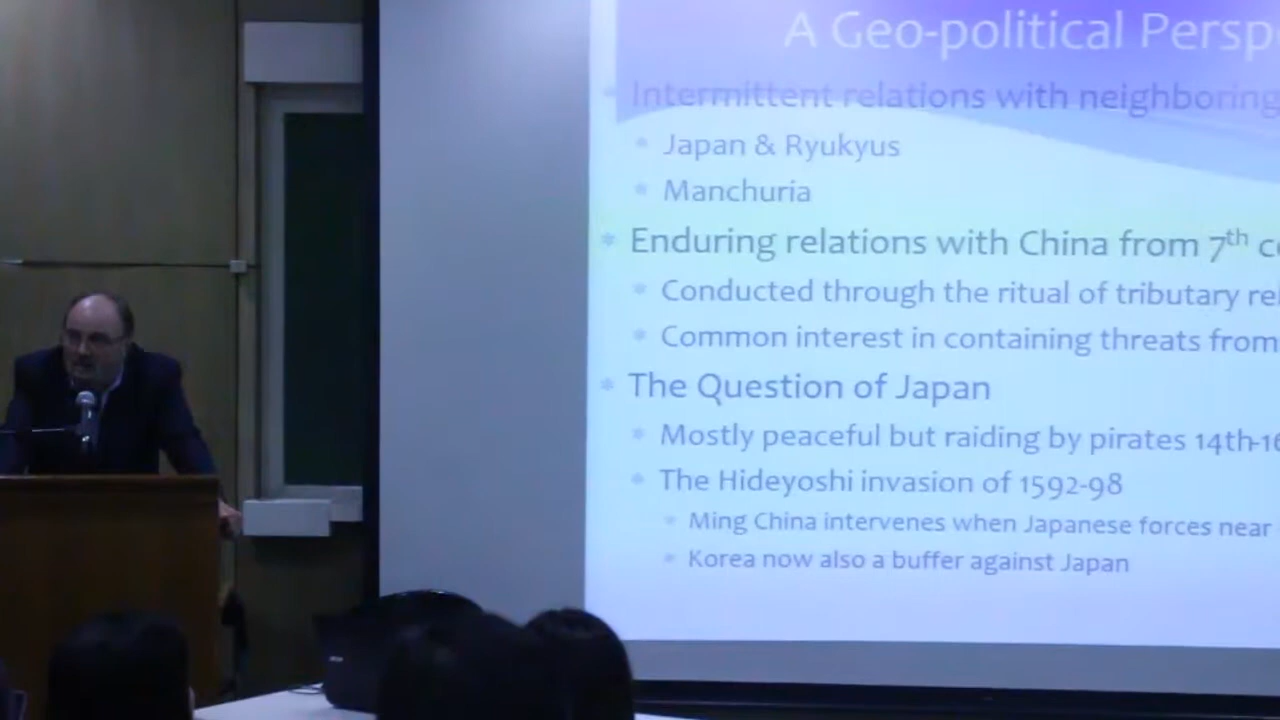 A Geo-political Persp
Intermittent relations with neighboring
Japan & Ryukyus
Manchuria
Enduring relations with China from 7th c
Conducted through the ritual of tributary re
Common interest in containing threats from
The Question of Japan
Mostly peaceful but raiding by pirates 14th-16
The Hideyoshi invasion of 1592-98
Ming China intervenes when Japanese forces near
Korea now also a buffer against Japan